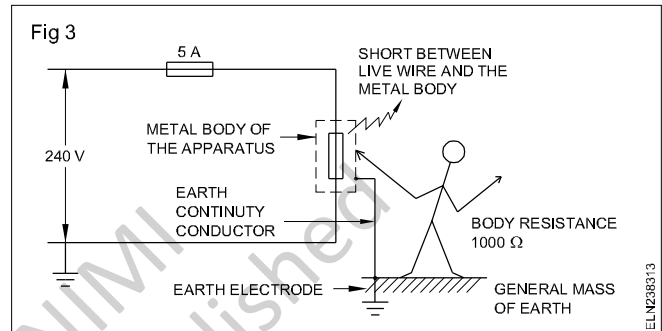 Fig 3
5 A
SHORT BETWEEN
LIVE WIRE AND THE
METAL BODY
METAL BODY OF
THE APPARATUS
240 V
EARTH
CONTINUTY
CONDUCTOR
BODY RESISTANCE
1000 Ω
EARTH ELECTRODE
GENERAL MASS
OF EARTH
ELN238313
NIMI